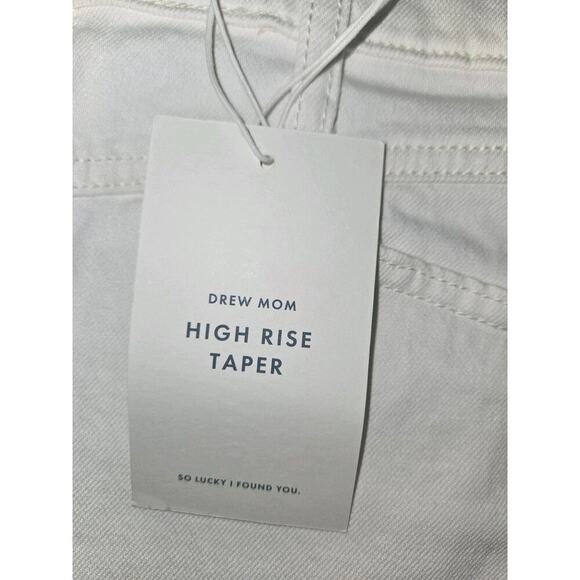 DREW MOM
HIGH RISE
TAPER
SO LUCKY I FOUND YOU.